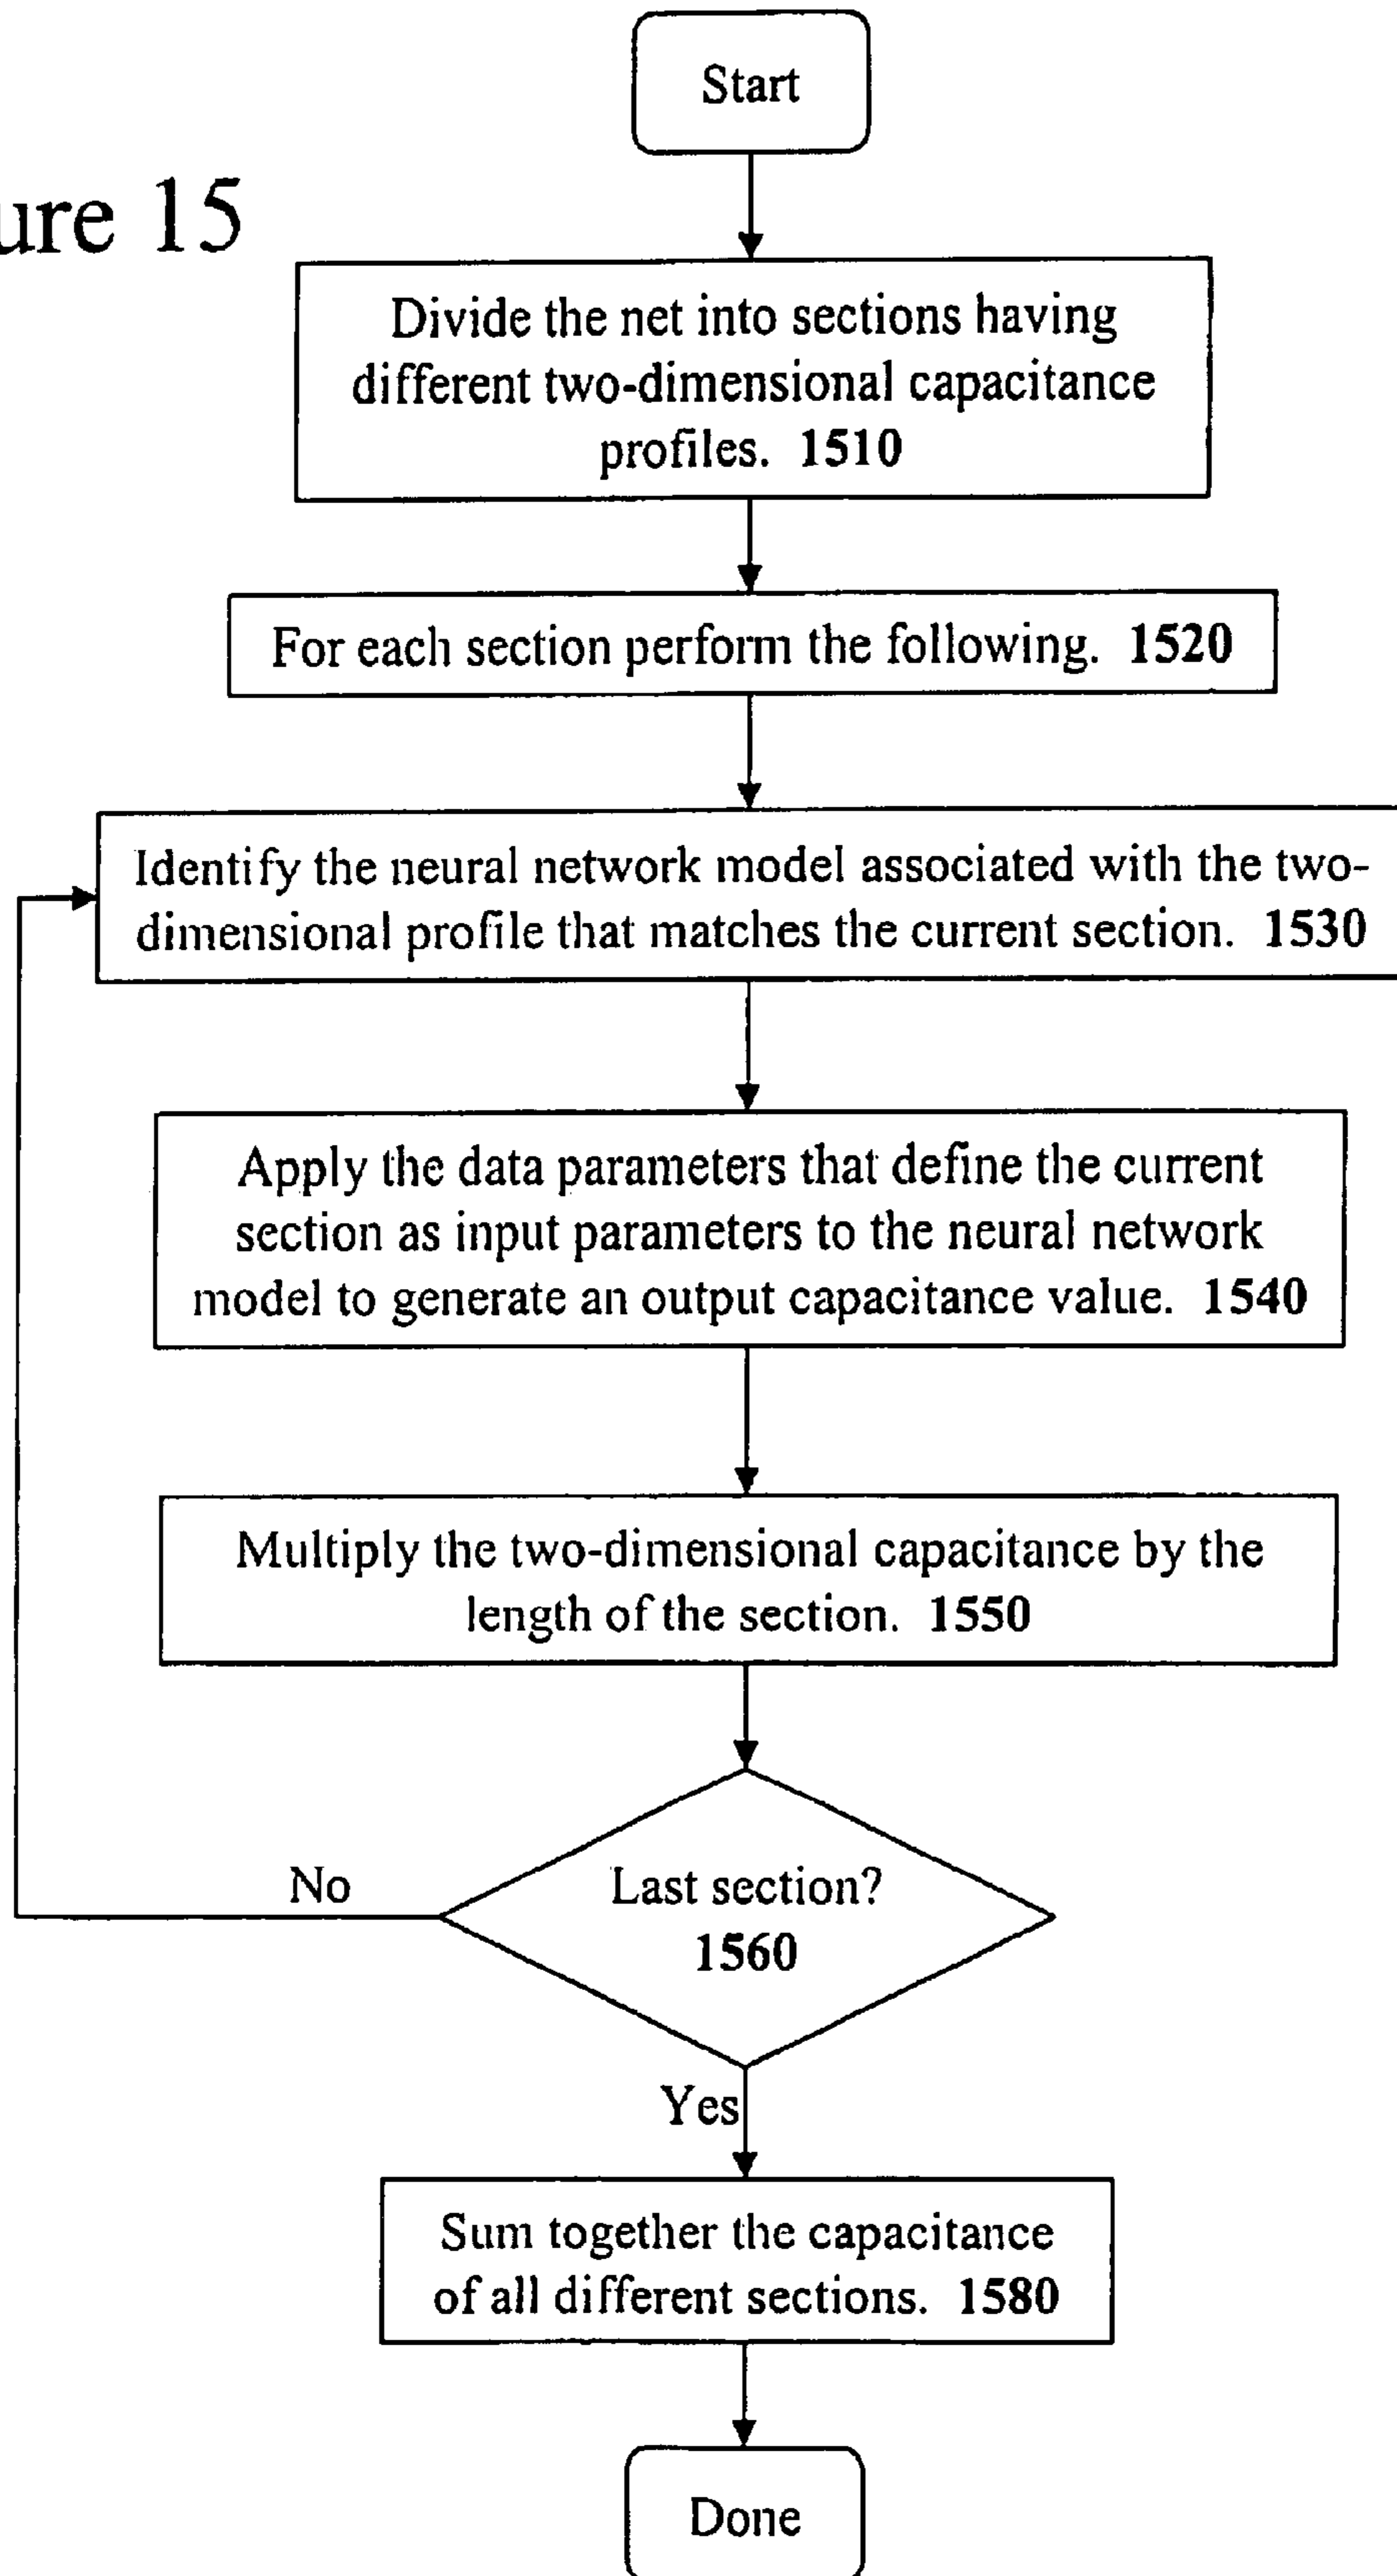 Start
ure 15
Divide the net into sections having
different two-dimensional capacitance
profiles. 1510
For each section perform the following. 1520
Identify the neural network model associated with the two-
dimensional profile that matches the current section. 1530
Apply the data parameters that define the current
section as input parameters to the neural network
model to generate an output capacitance value. 1540
Multiply the two-dimensional capacitance by the
length of the section. 1550
No
Last section?
1560
Yes
Sum together the capacitance
of all different sections. 1580
Done